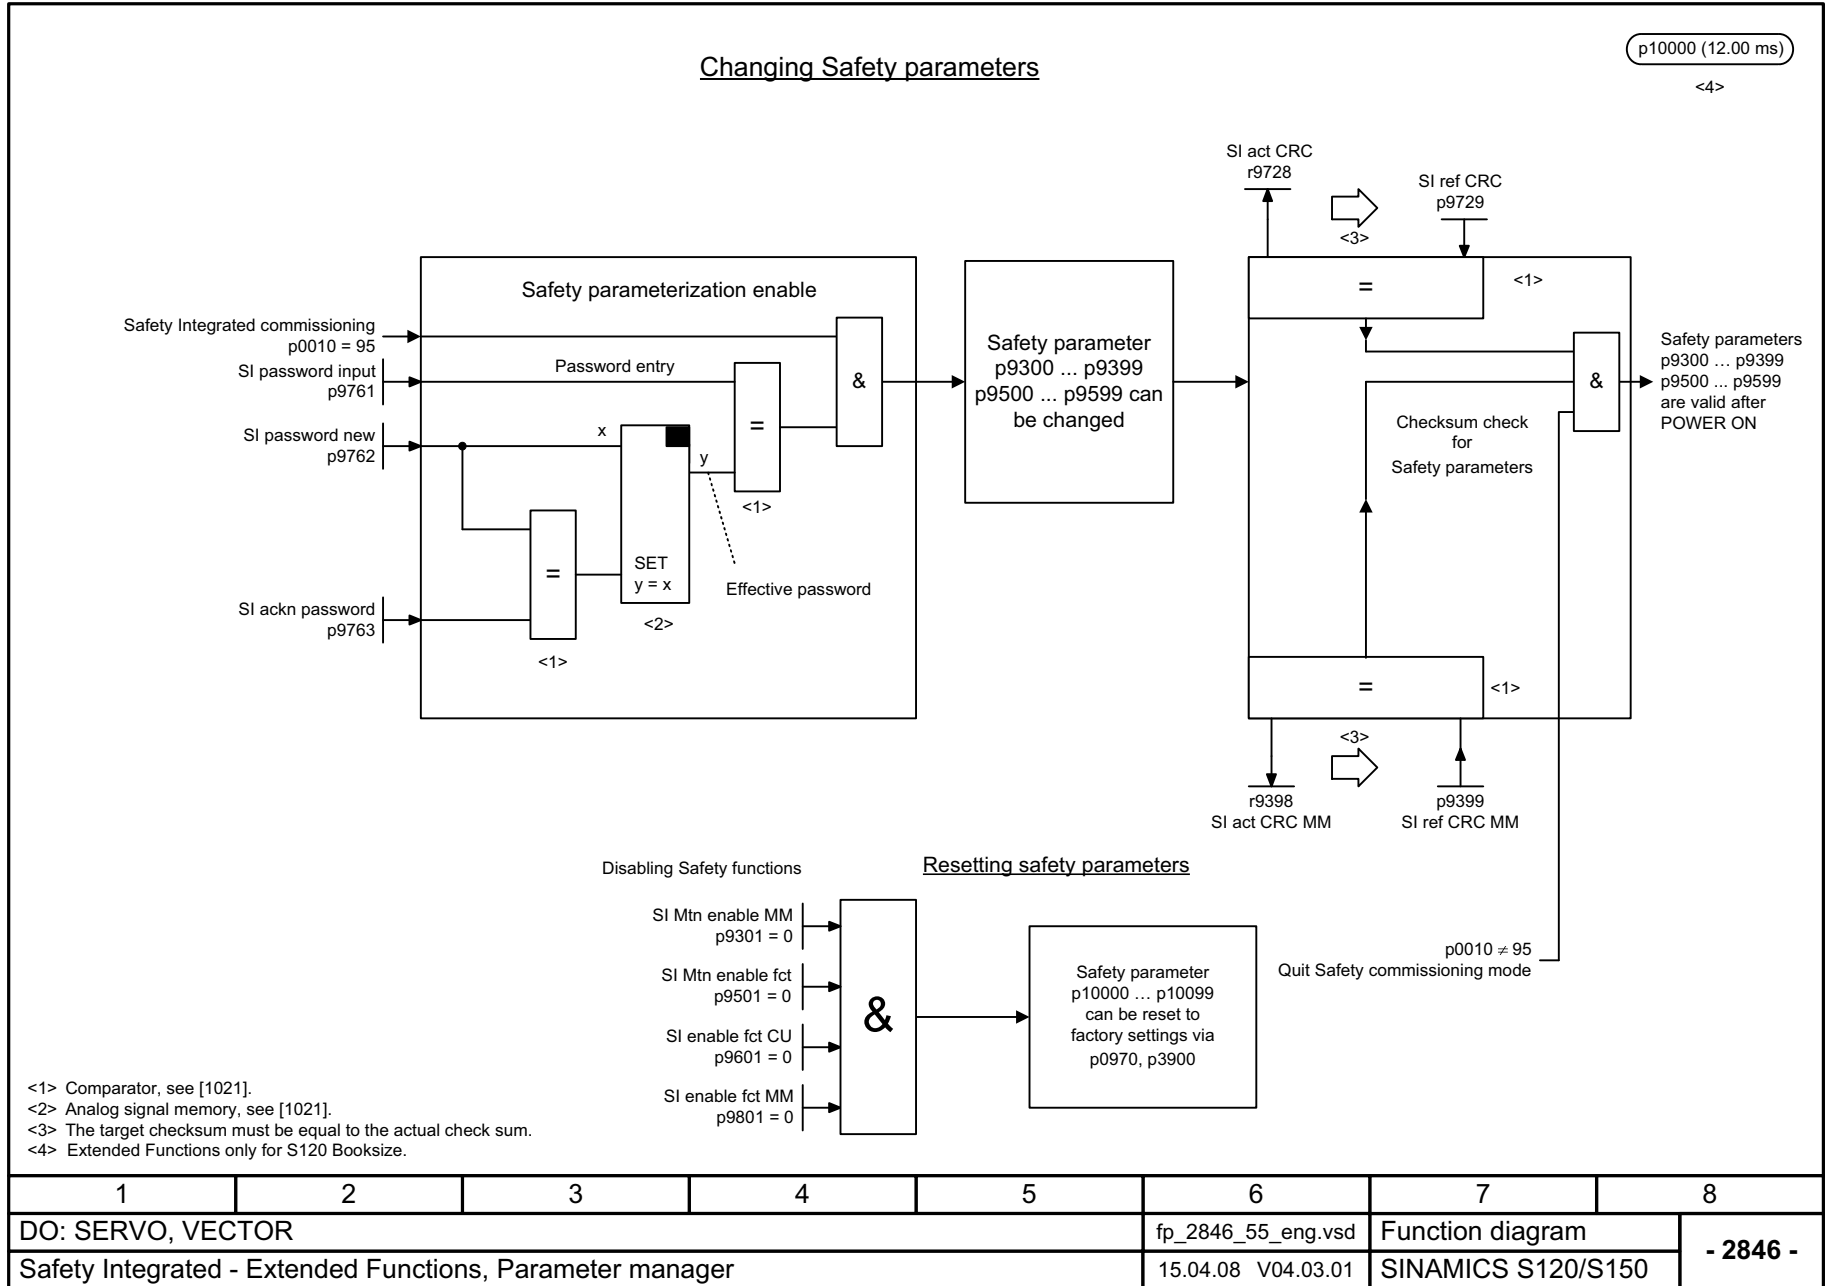 Changing Safety parameters
p10000 (12.00 ms)
<4>
SI act CRC
r9728
SI ref CRC
p9729
<3>
Safety parameterization enable
=
<1>
Safety Integrated commissioning
p0010 = 95
SI password input
p9761
Password entry
&
=
<1>
Safety parameter
p9300 ... p9399
p9500 ... p9599 can
be changed
&
Safety parameters
p9300 … p9399
p9500 ... p9599
are valid after
POWER ON
SI password new
p9762
x
y
Checksum check
for
Safety parameters
=
SET
y = x
<2>
Effective password
SI ackn password
p9763
<1>
=
<1>
<3>
r9398
SI act CRC MM
p9399
SI ref CRC MM
Disabling Safety functions
Resetting safety parameters
SI Mtn enable MM
p9301 = 0
SI Mtn enable fct
p9501 = 0
SI enable fct CU
p9601 = 0
SI enable fct MM
p9801 = 0
&
Safety parameter
p10000 … p10099
can be reset to
factory settings via
p0970, p3900
p0010 ≠ 95
Quit Safety commissioning mode
<1> Comparator, see [1021].
<2> Analog signal memory, see [1021].
<3> The target checksum must be equal to the actual check sum.
<4> Extended Functions only for S120 Booksize.
1 2 3 4 5 6 7 8
DO: SERVO, VECTOR
fp_2846_55_eng.vsd
Function diagram
- 2846 -
Safety Integrated - Extended Functions, Parameter manager
15.04.08 V04.03.01
SINAMICS S120/S150